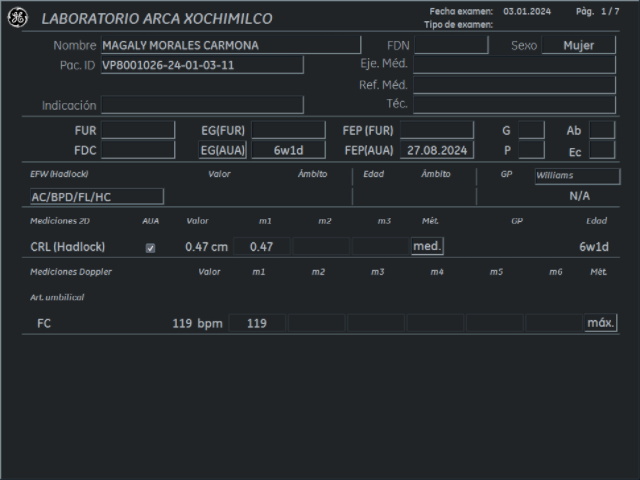 LABORATORIO ARCA XOCHIMILCO
Fecha examen: 03.01.2024 Pàg. 1 / 7
Tipo de examen:
Nombre MAGALY MORALES CARMONA FDN Sexo Mujer
Pac. ID VPB001026-24-01-03-11 Eje. Méd.
Ref. Méd.
Indicación Téc.
FUR EG(FUR) FEP (FUR) G Ab
FDC EG(AUA) 6w1d FEP(AUA) 27.08.2024 P Ec
EFW (Hadlock) Valor Ámbito Edad Ámbito GP Williams
AC/BPD/FL/HC N/A
Mediciones 2D AUA Valor m1 m2 m3 Mét. GP Edad
CRL (Hadlock) 0.47 cm 0.47 med. 6w1d
Mediciones Doppler Valor m1 m2 m3 m4 m5 m6 Mét.
Art. umbilical
FC 119 bpm 119 máx.